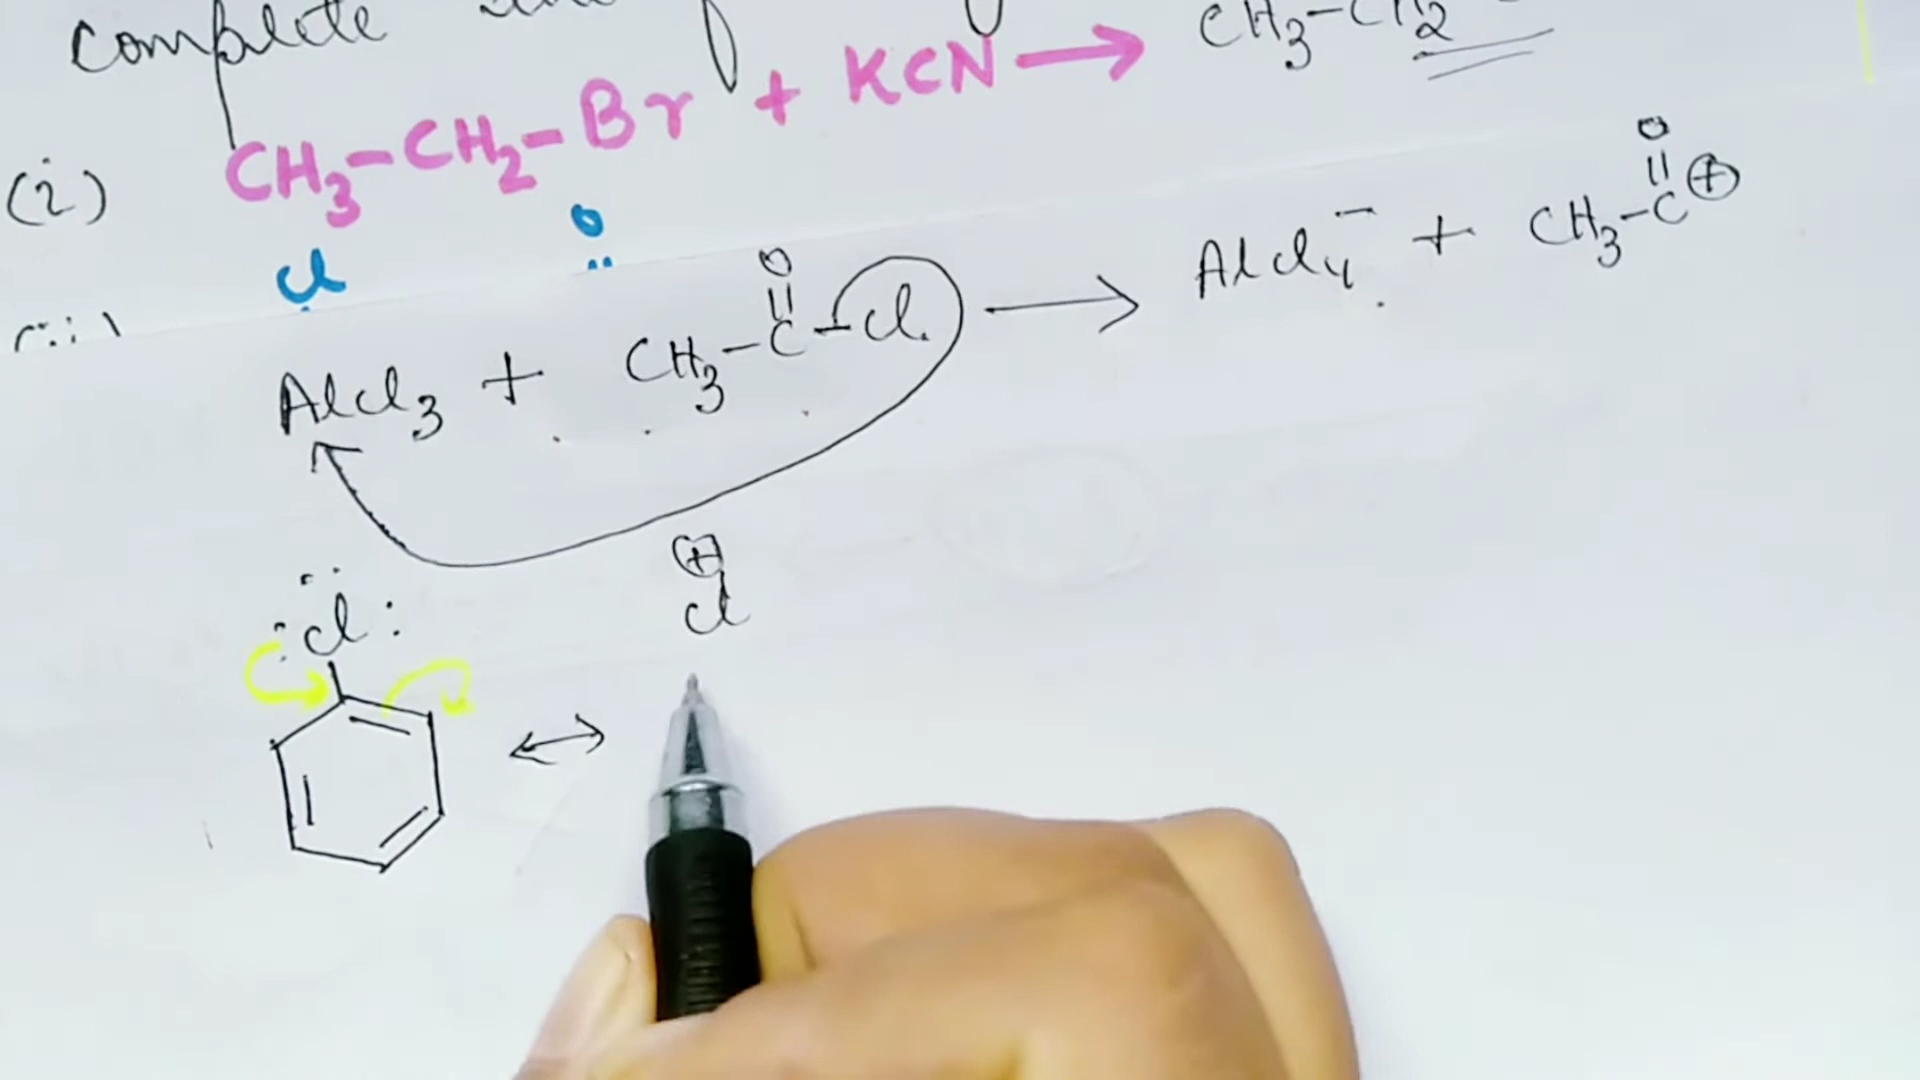 complete
CH3-CH2-Br + KCN → CH3-CH2
(i)
Cl O
AlCl3 + CH3-C-Cl → AlCl4⁻ + CH3-C⊕
O O
⊕
:Cl: Cl
↔